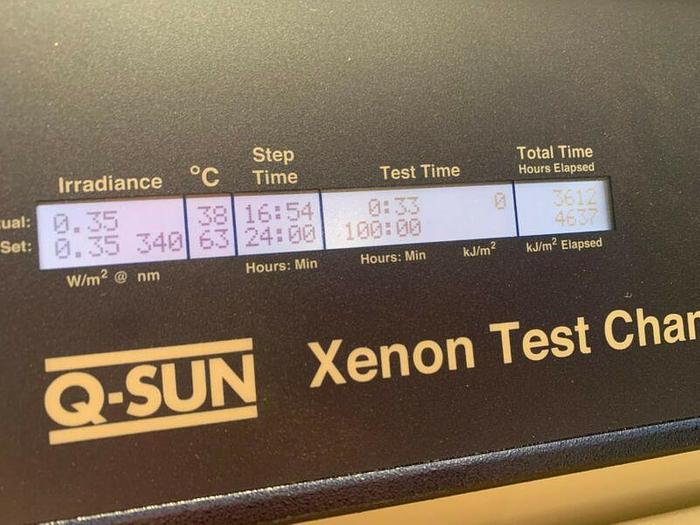 Irradiance
°C
Step
Time
Test Time
Total Time
Hours Elapsed
ual: 0.35 38 16:54 0:33 0 3612
Set: 0.35 340 63 24:00 100:00 4637
W/m² @ nm
Hours: Min
Hours: Min
kJ/m²
kJ/m² Elapsed
Q-SUN
Xenon Test Char